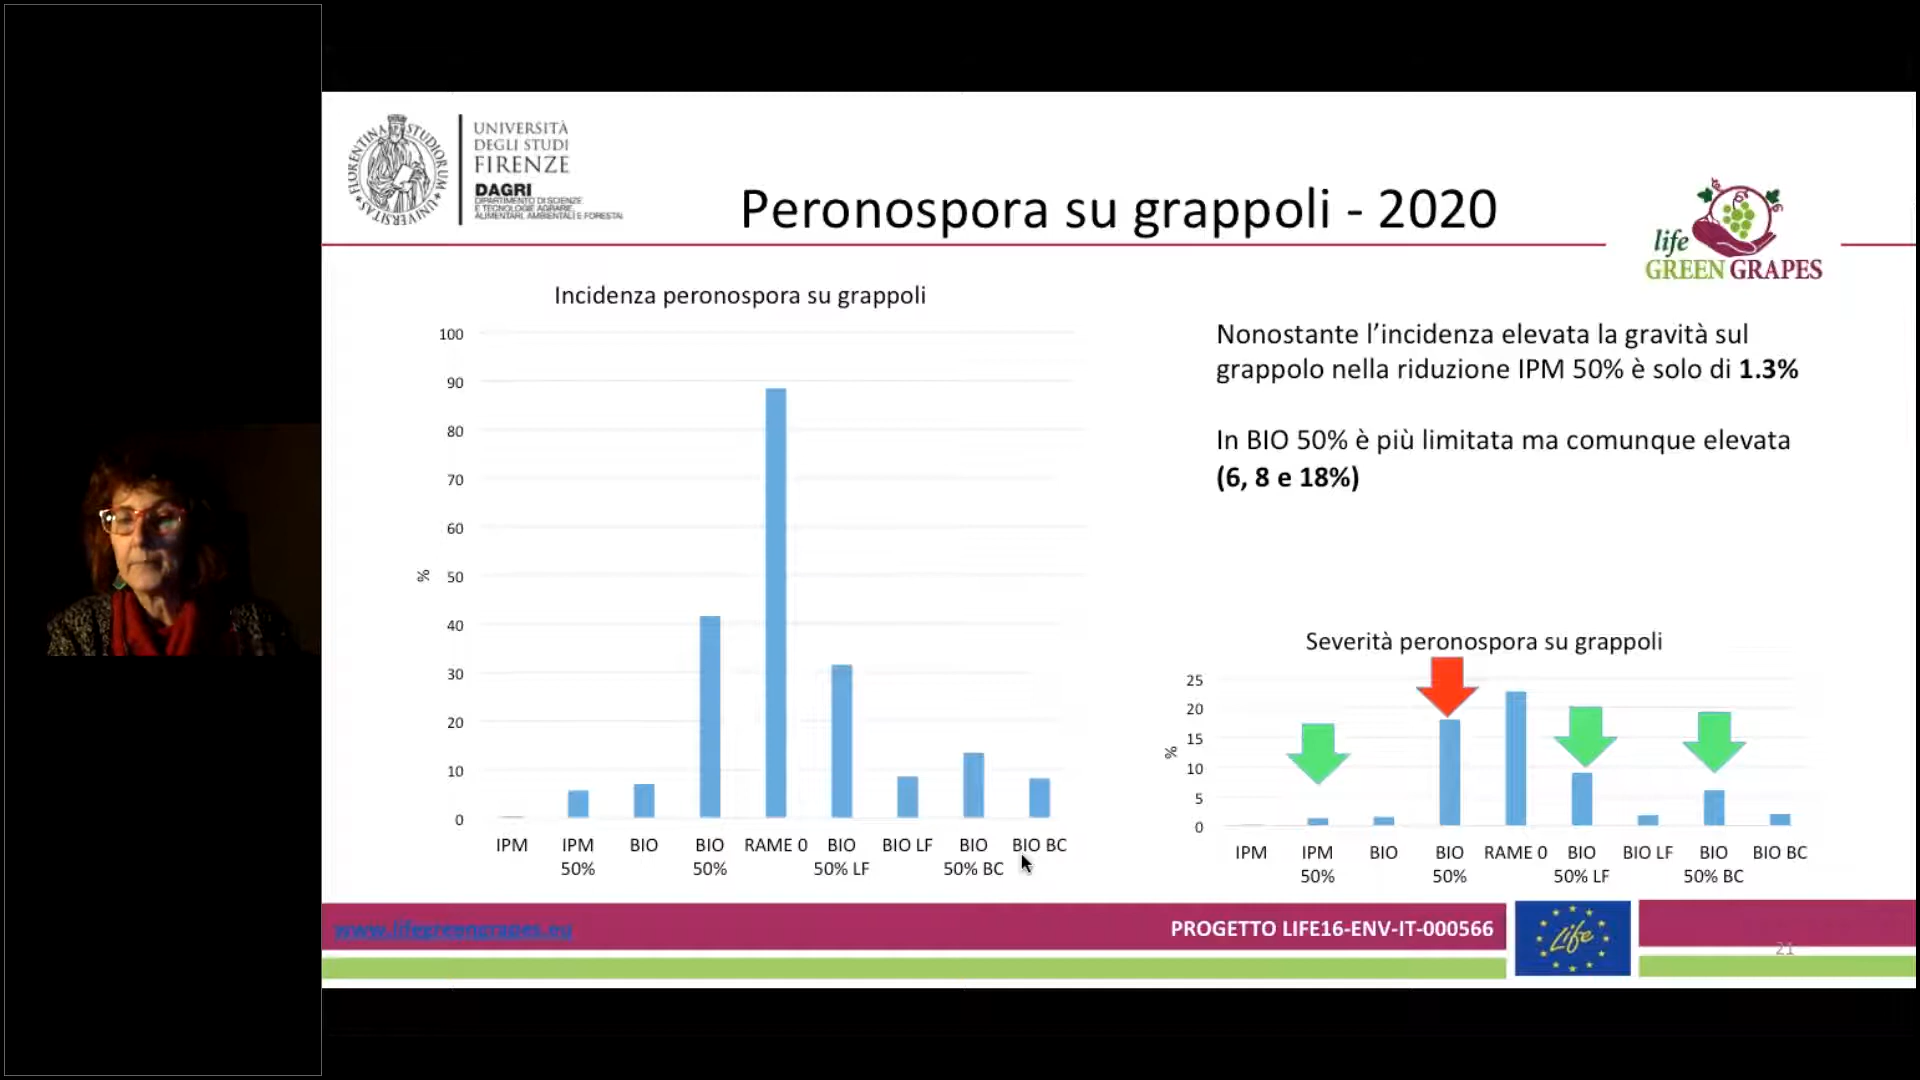 FLORENTINA STUDIORUM UNIVERSITAS
UNIVERSITÀ
DEGLI STUDI
FIRENZE
DAGRI
DIPARTIMENTO DI SCIENZE
E TECNOLOGIE AGRARIE,
ALIMENTARI, AMBIENTALI E FORESTALI
Peronospora su grappoli - 2020
life
GREEN GRAPES
Incidenza peronospora su grappoli
100
90
80
70
60
50
40
30
20
10
0
%
IPM
IPM 50%
BIO
BIO 50%
RAME 0
BIO 50% LF
BIO LF
BIO 50% BC
BIO BC
Nonostante l'incidenza elevata la gravità sul
grappolo nella riduzione IPM 50% è solo di 1.3%
In BIO 50% è più limitata ma comunque elevata
(6, 8 e 18%)
Severità peronospora su grappoli
25
20
15
10
5
0
%
IPM
IPM 50%
BIO
BIO 50%
RAME 0
BIO 50% LF
BIO LF
BIO 50% BC
BIO BC
www.lifegreengrapes.eu
PROGETTO LIFE16-ENV-IT-000566
Life
21